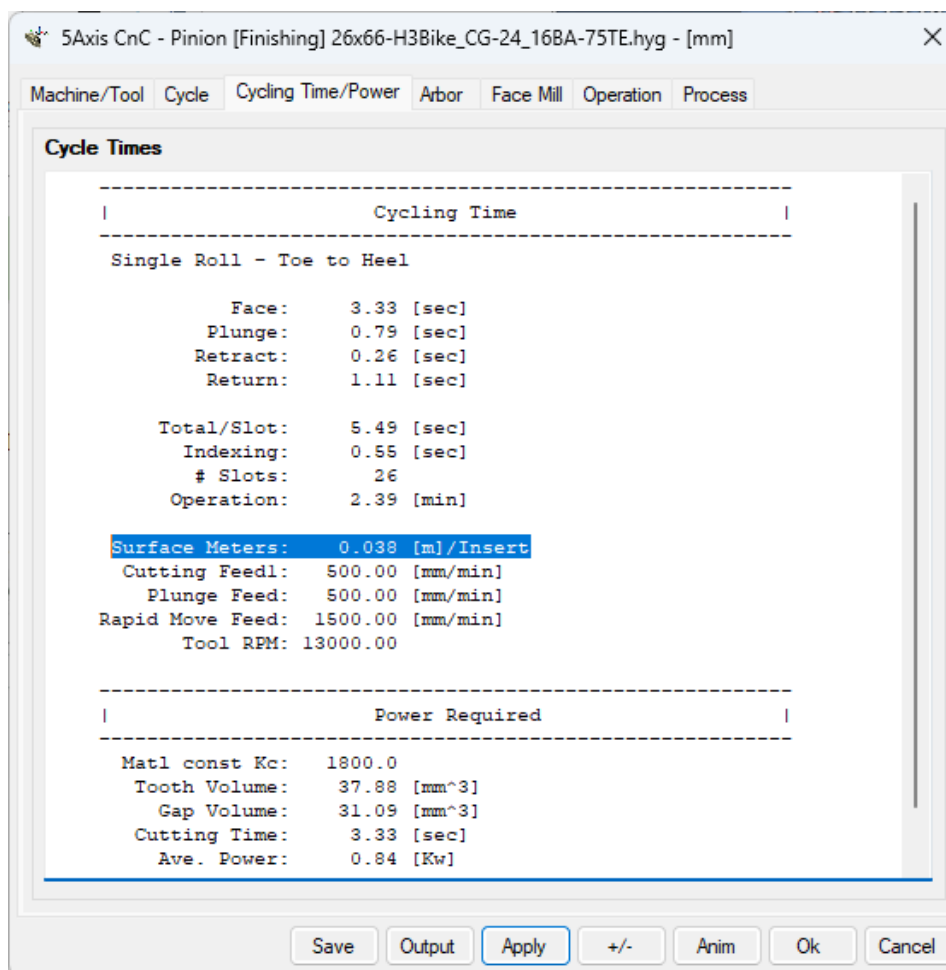 5Axis CnC - Pinion [Finishing] 26x66-H3Bike_CG-24_16BA-75TE.hyg - [mm]
Machine/Tool Cycle Cycling Time/Power Arbor Face Mill Operation Process
Cycle Times
-----------------------------------------------------------
| Cycling Time |
-----------------------------------------------------------
Single Roll - Toe to Heel
Face: 3.33 [sec]
Plunge: 0.79 [sec]
Retract: 0.26 [sec]
Return: 1.11 [sec]
Total/Slot: 5.49 [sec]
Indexing: 0.55 [sec]
# Slots: 26
Operation: 2.39 [min]
Surface Meters: 0.038 [m]/Insert
Cutting Feed1: 500.00 [mm/min]
Plunge Feed: 500.00 [mm/min]
Rapid Move Feed: 1500.00 [mm/min]
Tool RPM: 13000.00
-----------------------------------------------------------
| Power Required |
-----------------------------------------------------------
Matl const Kc: 1800.0
Tooth Volume: 37.88 [mm^3]
Gap Volume: 31.09 [mm^3]
Cutting Time: 3.33 [sec]
Ave. Power: 0.84 [Kw]
Save Output Apply +/- Anim Ok Cancel